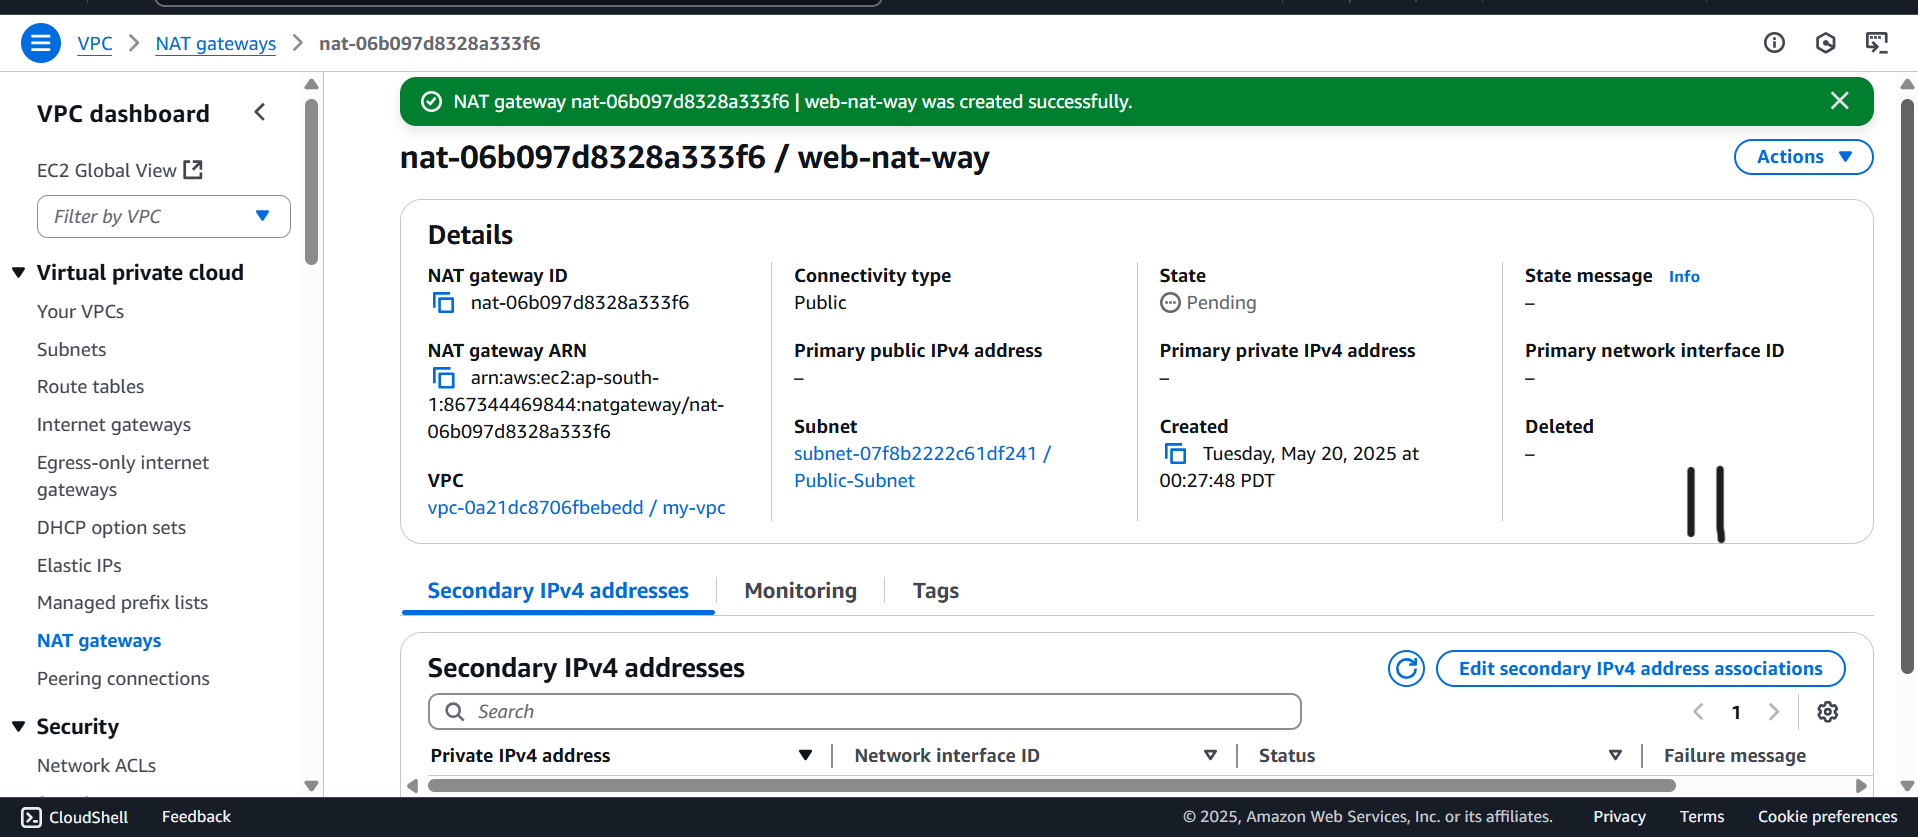 VPC > NAT gateways > nat-06b097d8328a333f6
VPC dashboard
EC2 Global View
Filter by VPC
Virtual private cloud
Your VPCs
Subnets
Route tables
Internet gateways
Egress-only internet
gateways
DHCP option sets
Elastic IPs
Managed prefix lists
NAT gateways
Peering connections
Security
Network ACLs
NAT gateway nat-06b097d8328a333f6 | web-nat-way was created successfully.
nat-06b097d8328a333f6 / web-nat-way
Actions
Details
NAT gateway ID
nat-06b097d8328a333f6
NAT gateway ARN
arn:aws:ec2:ap-south-
1:867344469844:natgateway/nat-
06b097d8328a333f6
VPC
vpc-0a21dc8706fbebedd / my-vpc
Connectivity type
Public
Primary public IPv4 address
–
Subnet
subnet-07f8b2222c61df241 /
Public-Subnet
State
Pending
Primary private IPv4 address
–
Created
Tuesday, May 20, 2025 at
00:27:48 PDT
State message Info
–
Primary network interface ID
–
Deleted
–
Secondary IPv4 addresses
Monitoring
Tags
Secondary IPv4 addresses
Edit secondary IPv4 address associations
Search
1
Private IPv4 address
Network interface ID
Status
Failure message
CloudShell
Feedback
© 2025, Amazon Web Services, Inc. or its affiliates.
Privacy
Terms
Cookie preferences